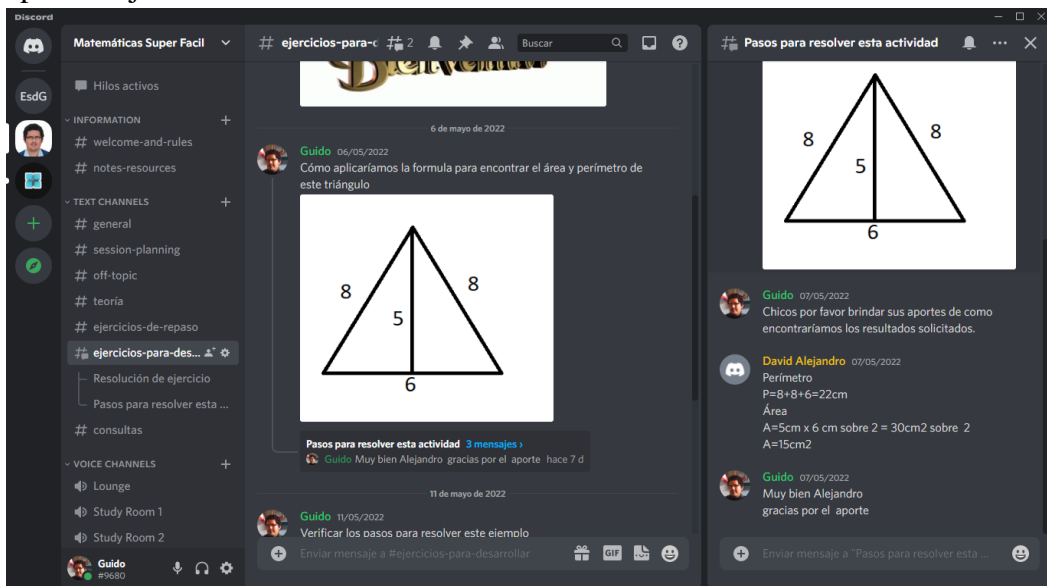 Discord
EsdG
Matemáticas Super Facil
Hilos activos
INFORMATION
# welcome-and-rules
# notes-resources
TEXT CHANNELS
# general
# session-planning
# off-topic
# teoría
# ejercicios-de-repaso
ejercicios-para-des...
Resolución de ejercicio
Pasos para resolver esta ...
# consultas
VOICE CHANNELS
Lounge
Study Room 1
Study Room 2
Guido
#9680
# ejercicios-para-d
2
Buscar
Bienvenid
6 de mayo de 2022
Guido 06/05/2022
Cómo aplicaríamos la formula para encontrar el área y perímetro de
este triángulo
8
8
5
6
Pasos para resolver esta actividad 3 mensajes ›
Guido Muy bien Alejandro gracias por el aporte hace 7 d
11 de mayo de 2022
Guido 11/05/2022
Verificar los pasos para resolver este ejemplo
Enviar mensaje a #ejercicios-para-desarrollar
GIF
Pasos para resolver esta actividad
8
8
5
6
Guido 07/05/2022
Chicos por favor brindar sus aportes de como
encontraríamos los resultados solicitados.
David Alejandro 07/05/2022
Perímetro
P=8+8+6=22cm
Área
A=5cm x 6 cm sobre 2 = 30cm2 sobre 2
A=15cm2
Guido 07/05/2022
Muy bien Alejandro
gracias por el aporte
Enviar mensaje a "Pasos para resolver esta ...